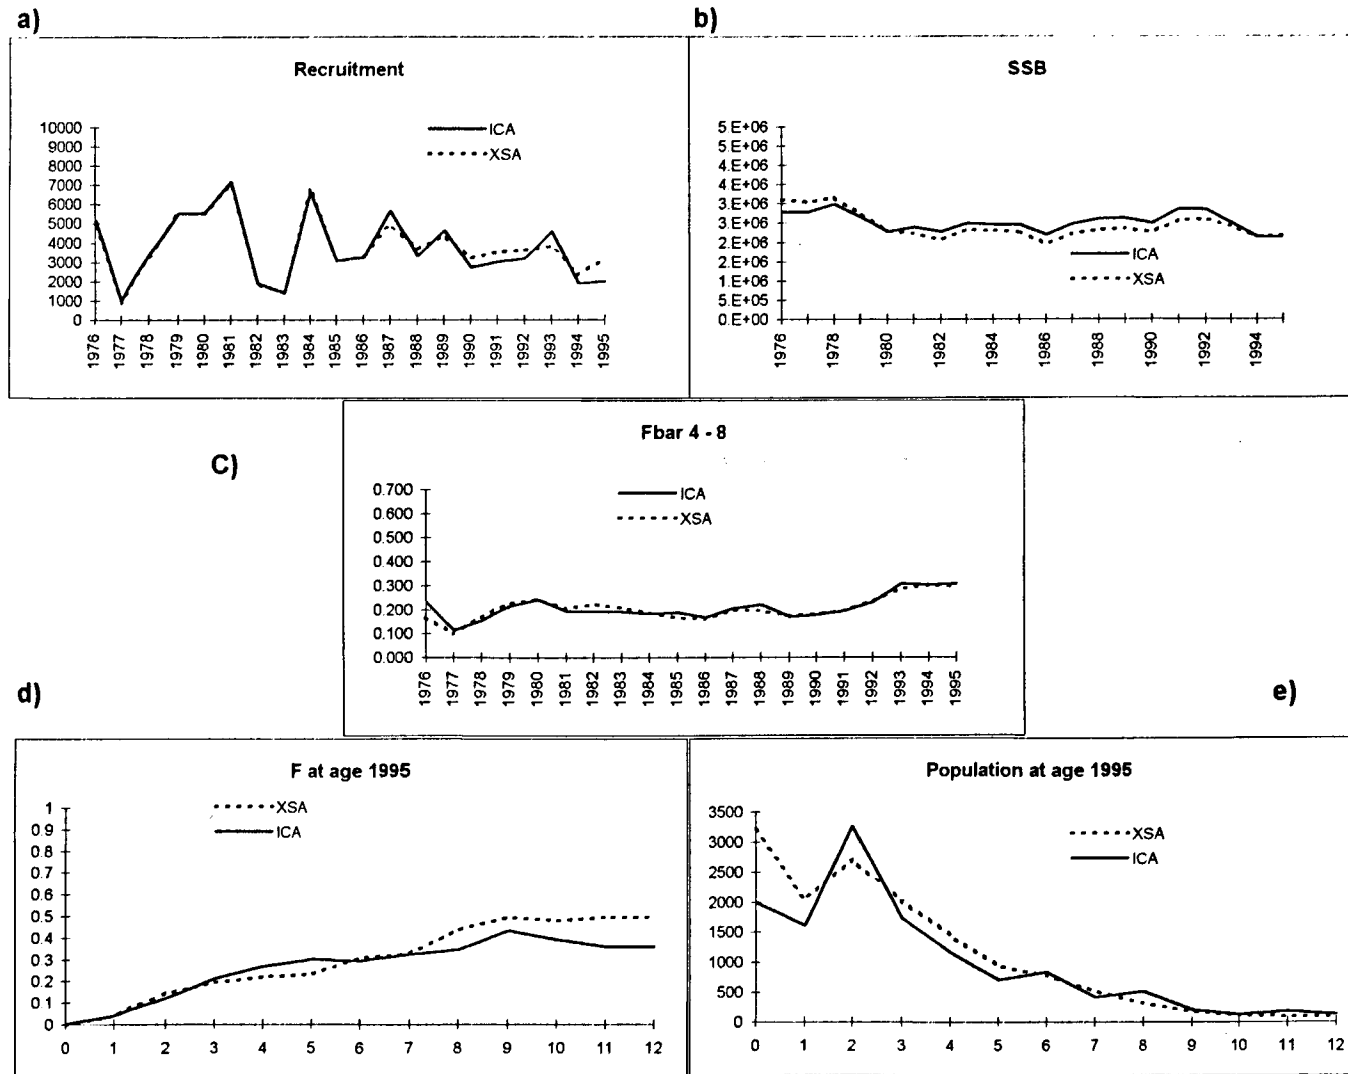 a)
Recruitment
ICA
XSA
10000
9000
8000
7000
6000
5000
4000
3000
2000
1000
0
1976
1977
1978
1979
1980
1981
1982
1983
1984
1985
1986
1987
1988
1989
1990
1991
1992
1993
1994
1995
b)
SSB
5.E+06
5.E+06
4.E+06
4.E+06
3.E+06
3.E+06
2.E+06
2.E+06
1.E+06
5.E+05
0.E+00
1976
1978
1980
1982
1984
1986
1988
1990
1992
1994
ICA
XSA
C)
Fbar 4 - 8
ICA
XSA
0.700
0.600
0.500
0.400
0.300
0.200
0.100
0.000
1976
1977
1978
1979
1980
1981
1982
1983
1984
1985
1986
1987
1988
1989
1990
1991
1992
1993
1994
1995
d)
F at age 1995
XSA
ICA
1
0.9
0.8
0.7
0.6
0.5
0.4
0.3
0.2
0.1
0
0 1 2 3 4 5 6 7 8 9 10 11 12
e)
Population at age 1995
XSA
ICA
3500
3000
2500
2000
1500
1000
500
0
0 1 2 3 4 5 6 7 8 9 10 11 12